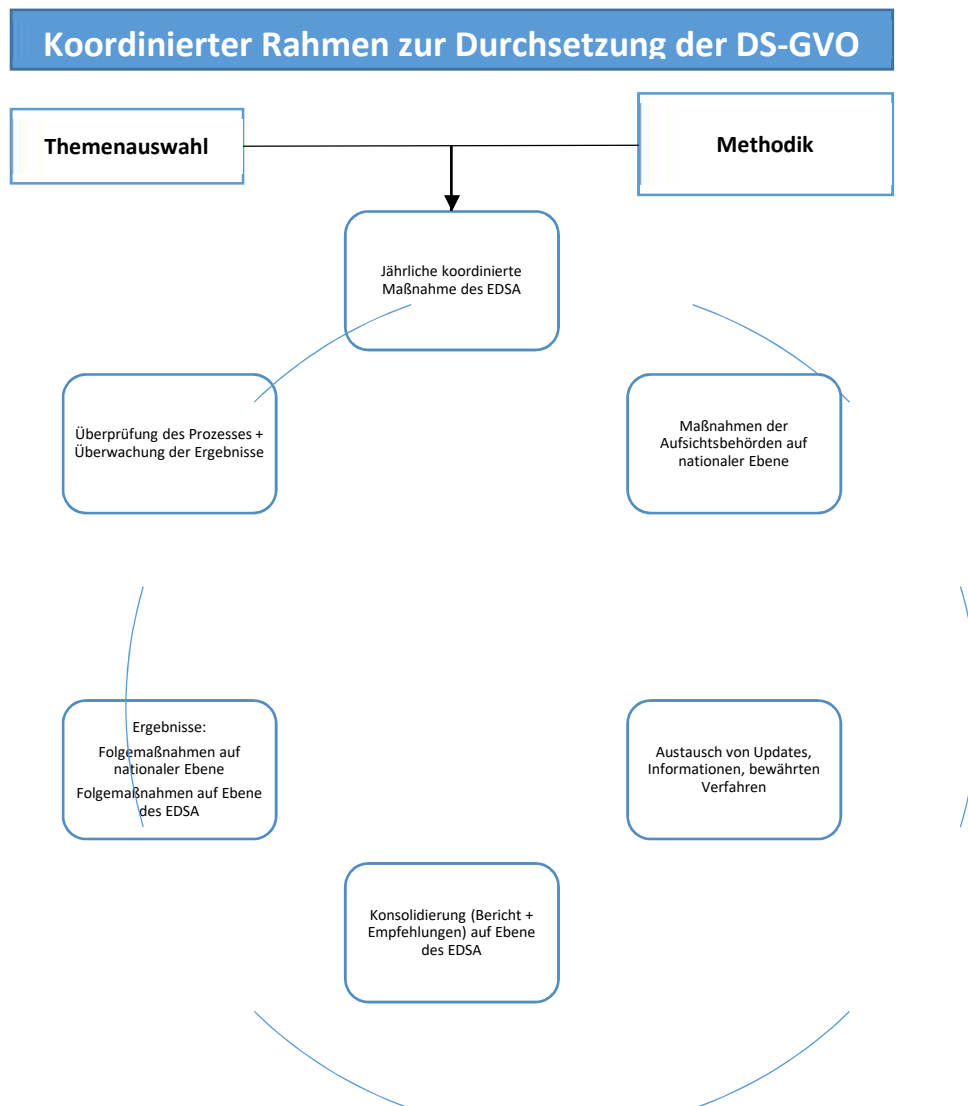 Koordinierter Rahmen zur Durchsetzung der DS-GVO
Themenauswahl
Methodik
Jährliche koordinierte
Maßnahme des EDSA
Überprüfung des Prozesses +
Überwachung der Ergebnisse
Maßnahmen der
Aufsichtsbehörden auf
nationaler Ebene
Ergebnisse:
Folgemaßnahmen auf
nationaler Ebene
Folgemaßnahmen auf Ebene
des EDSA
Austausch von Updates,
Informationen, bewährten
Verfahren
Konsolidierung (Bericht +
Empfehlungen) auf Ebene
des EDSA